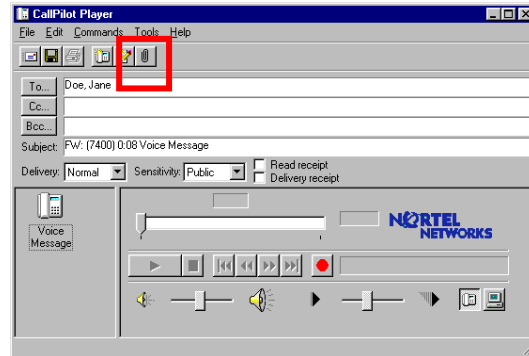 CallPilot Player
File Edit Commands Tools Help
To... Doe, Jane
Cc...
Bcc...
Subject: FW: (7400) 0:08 Voice Message
Delivery: Normal Sensitivity: Public Read receipt
Delivery receipt
Voice
Message
NORTEL
NETWORKS